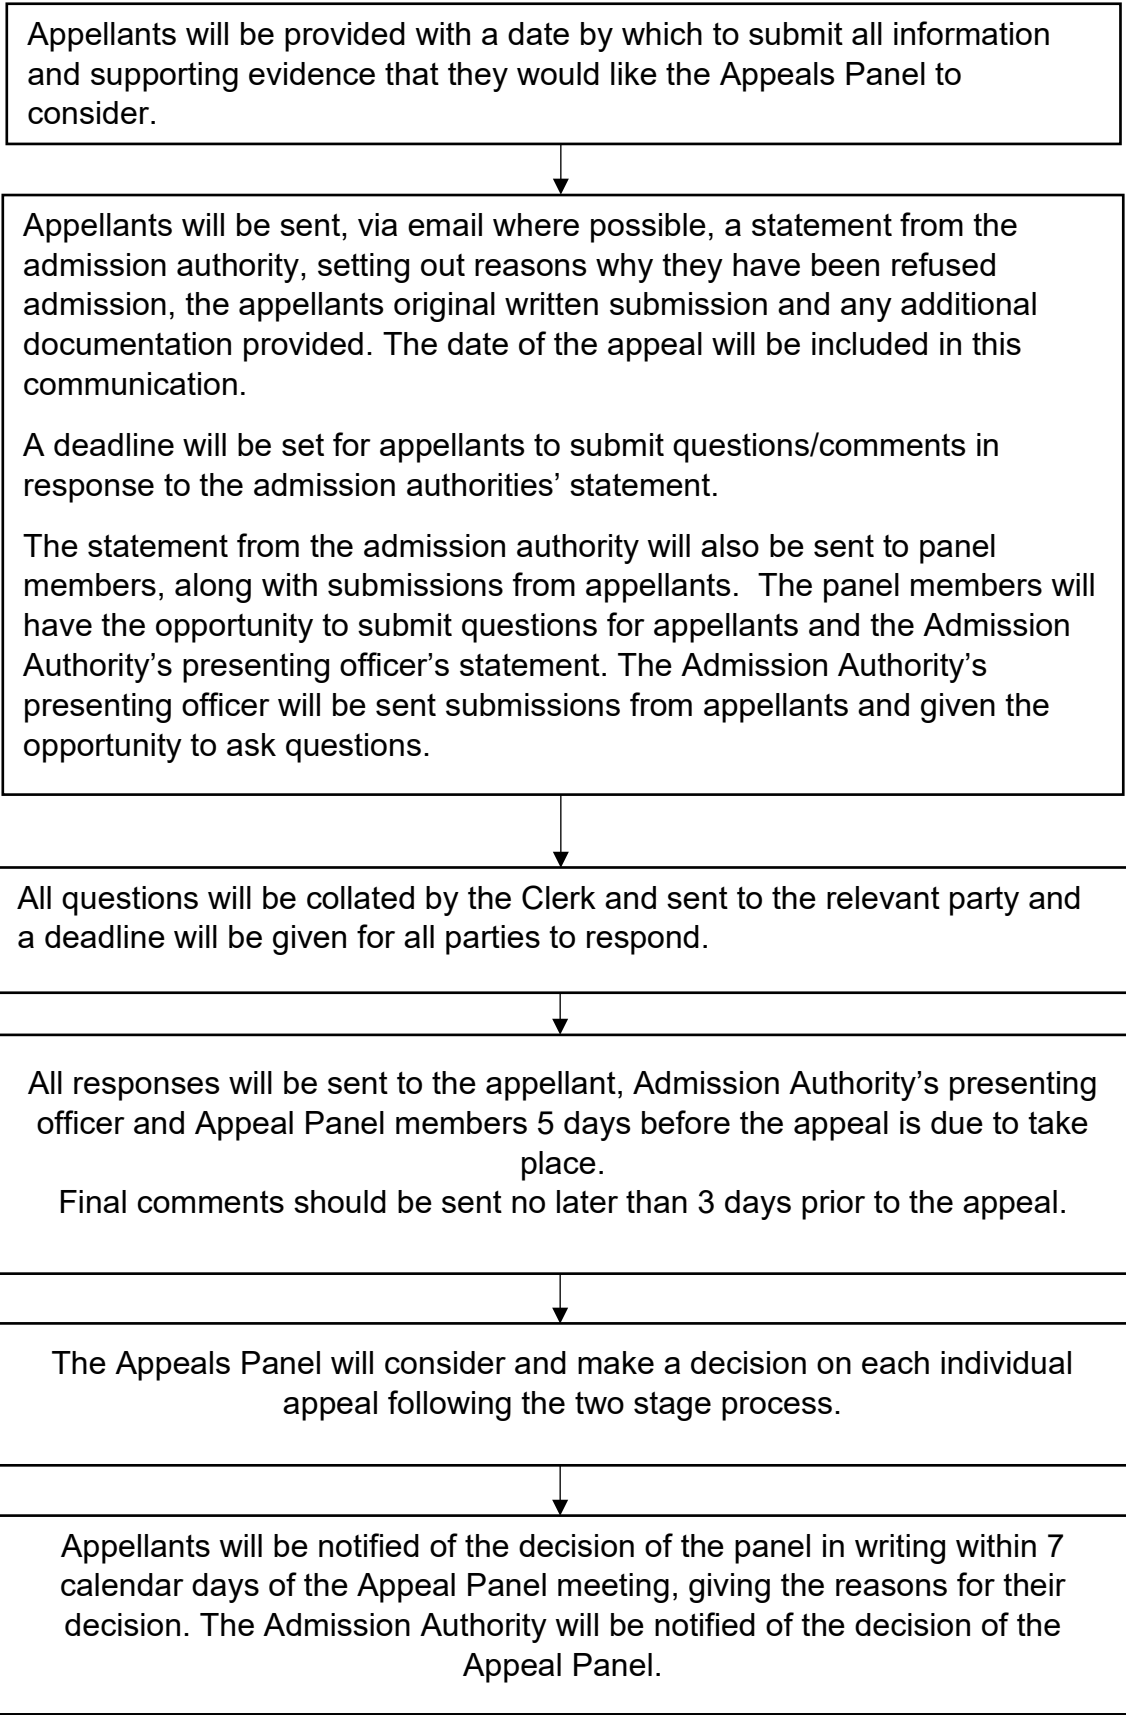 Appellants will be provided with a date by which to submit all information
and supporting evidence that they would like the Appeals Panel to
consider.
Appellants will be sent, via email where possible, a statement from the
admission authority, setting out reasons why they have been refused
admission, the appellants original written submission and any additional
documentation provided. The date of the appeal will be included in this
communication.
A deadline will be set for appellants to submit questions/comments in
response to the admission authorities’ statement.
The statement from the admission authority will also be sent to panel
members, along with submissions from appellants.  The panel members will
have the opportunity to submit questions for appellants and the Admission
Authority’s presenting officer’s statement. The Admission Authority’s
presenting officer will be sent submissions from appellants and given the
opportunity to ask questions.
All questions will be collated by the Clerk and sent to the relevant party and
a deadline will be given for all parties to respond.
All responses will be sent to the appellant, Admission Authority’s presenting
officer and Appeal Panel members 5 days before the appeal is due to take
place.
Final comments should be sent no later than 3 days prior to the appeal.
The Appeals Panel will consider and make a decision on each individual
appeal following the two stage process.
Appellants will be notified of the decision of the panel in writing within 7
calendar days of the Appeal Panel meeting, giving the reasons for their
decision. The Admission Authority will be notified of the decision of the
Appeal Panel.